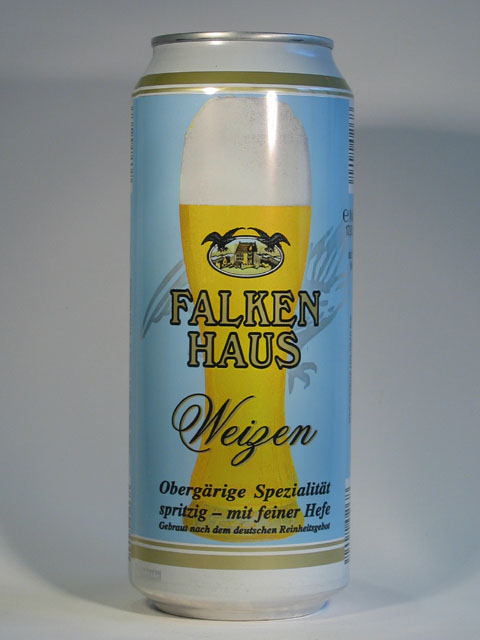 FALKEN
HAUS
Weizen
Obergärige Spezialität
spritzig – mit feiner Hefe
Gebraut nach dem deutschen Reinheitsgebot